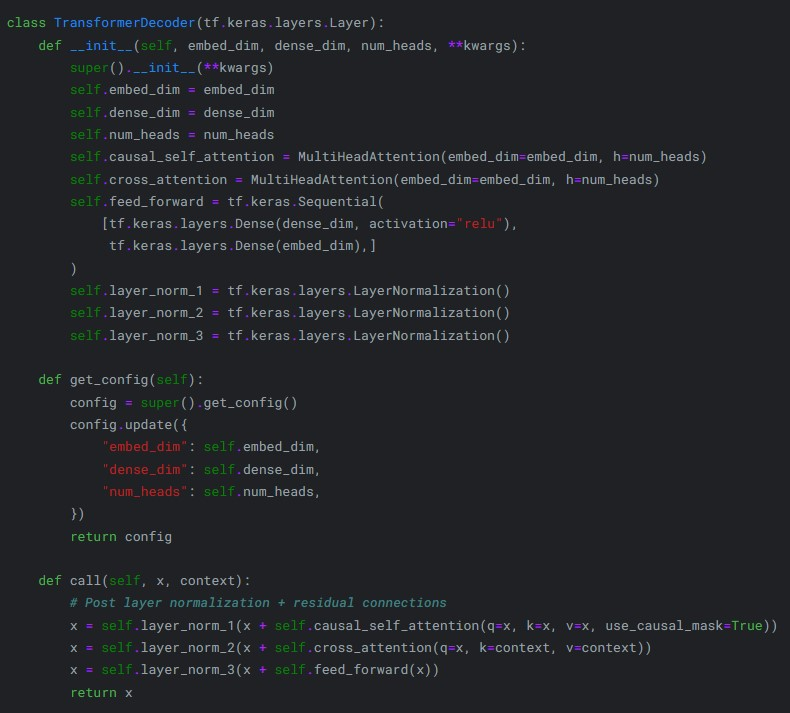 class TransformerDecoder(tf.keras.layers.Layer):
    def __init__(self, embed_dim, dense_dim, num_heads, **kwargs):
        super().__init__(**kwargs)
        self.embed_dim = embed_dim
        self.dense_dim = dense_dim
        self.num_heads = num_heads
        self.causal_self_attention = MultiHeadAttention(embed_dim=embed_dim, h=num_heads)
        self.cross_attention = MultiHeadAttention(embed_dim=embed_dim, h=num_heads)
        self.feed_forward = tf.keras.Sequential(
            [tf.keras.layers.Dense(dense_dim, activation="relu"),
             tf.keras.layers.Dense(embed_dim),]
        )
        self.layer_norm_1 = tf.keras.layers.LayerNormalization()
        self.layer_norm_2 = tf.keras.layers.LayerNormalization()
        self.layer_norm_3 = tf.keras.layers.LayerNormalization()

    def get_config(self):
        config = super().get_config()
        config.update({
            "embed_dim": self.embed_dim,
            "dense_dim": self.dense_dim,
            "num_heads": self.num_heads,
        })
        return config

    def call(self, x, context):
        # Post layer normalization + residual connections
        x = self.layer_norm_1(x + self.causal_self_attention(q=x, k=x, v=x, use_causal_mask=True))
        x = self.layer_norm_2(x + self.cross_attention(q=x, k=context, v=context))
        x = self.layer_norm_3(x + self.feed_forward(x))
        return x